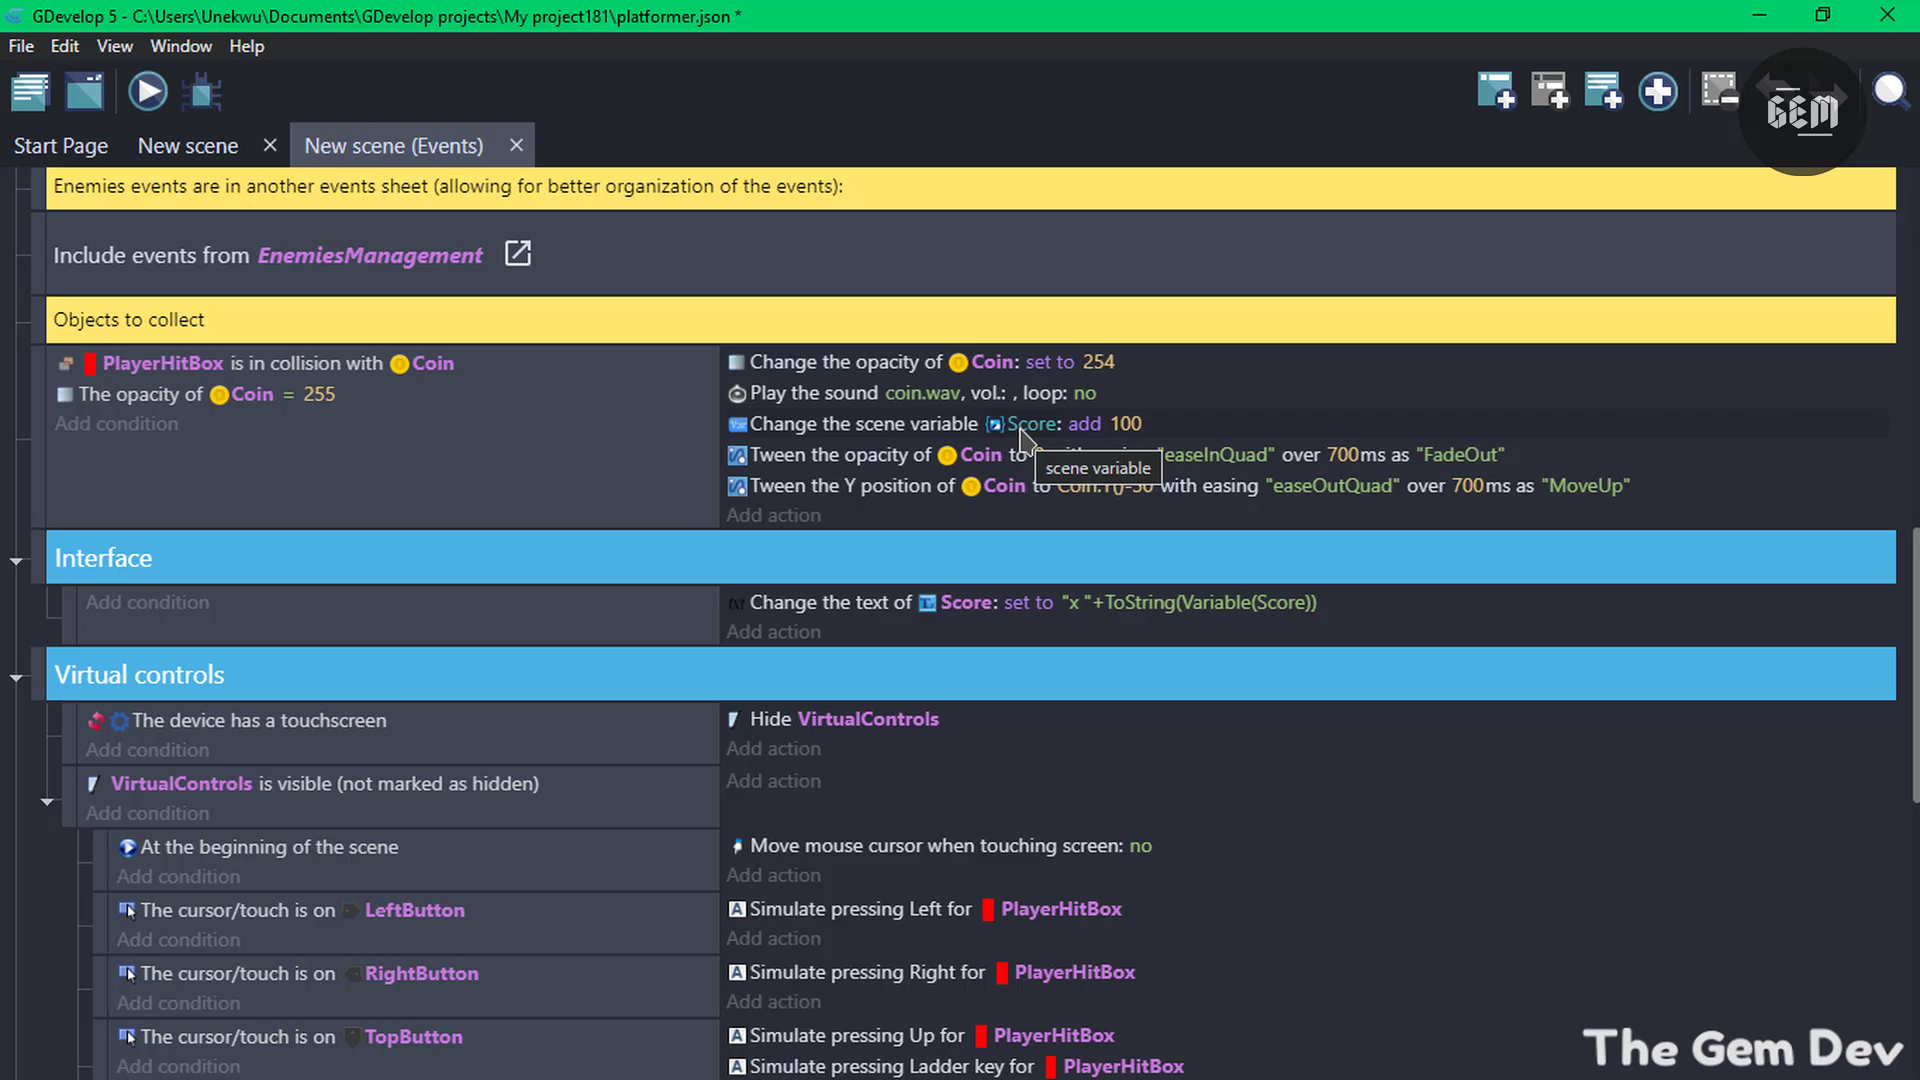 GDevelop 5 - C:\Users\Unekwu\Documents\GDevelop projects\My project181\platformer.json *
File Edit View Window Help
GEM
Start Page New scene New scene (Events)
Enemies events are in another events sheet (allowing for better organization of the events):
Include events from EnemiesManagement
Objects to collect
PlayerHitBox is in collision with Coin
The opacity of Coin = 255
Add condition
Change the opacity of Coin: set to 254
Play the sound coin.wav, vol.: , loop: no
Change the scene variable Score: add 100
Tween the opacity of Coin to "easeInQuad" over 700ms as "FadeOut"
scene variable
Tween the Y position of Coin to with easing "easeOutQuad" over 700ms as "MoveUp"
Add action
Interface
Add condition
Change the text of Score: set to "x "+ToString(Variable(Score))
Add action
Virtual controls
The device has a touchscreen
Add condition
Hide VirtualControls
Add action
VirtualControls is visible (not marked as hidden)
Add condition
Add action
At the beginning of the scene
Add condition
Move mouse cursor when touching screen: no
Add action
The cursor/touch is on LeftButton
Add condition
Simulate pressing Left for PlayerHitBox
Add action
The cursor/touch is on RightButton
Add condition
Simulate pressing Right for PlayerHitBox
Add action
The cursor/touch is on TopButton
Add condition
Simulate pressing Up for PlayerHitBox
Simulate pressing Ladder key for PlayerHitBox
The Gem Dev